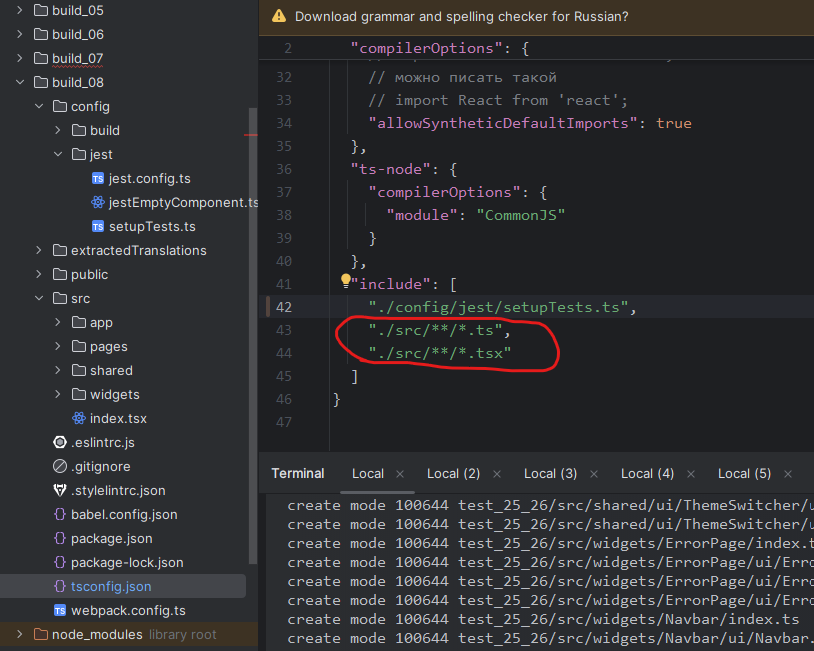 build_05
build_06
build_07
build_08
config
build
jest
jest.config.ts
jestEmptyComponent.ts
setupTests.ts
extractedTranslations
public
src
app
pages
shared
widgets
index.tsx
.eslintrc.js
.gitignore
.stylelintrc.json
babel.config.json
package.json
package-lock.json
tsconfig.json
webpack.config.ts
node_modules library root
Download grammar and spelling checker for Russian?
2 "compilerOptions": {
32 // можно писать такой
33 // import React from 'react';
34 "allowSyntheticDefaultImports": true
35 },
36 "ts-node": {
37 "compilerOptions": {
38 "module": "CommonJS"
39 }
40 },
41 "include": [
42 "./config/jest/setupTests.ts",
43 "./src/**/*.ts",
44 "./src/**/*.tsx"
45 ]
46 }
47
Terminal Local × Local (2) × Local (3) × Local (4) × Local (5) ×
create mode 100644 test_25_26/src/shared/ui/ThemeSwitcher/u
create mode 100644 test_25_26/src/shared/ui/ThemeSwitcher/u
create mode 100644 test_25_26/src/widgets/ErrorPage/index.t
create mode 100644 test_25_26/src/widgets/ErrorPage/ui/Erro
create mode 100644 test_25_26/src/widgets/ErrorPage/ui/Erro
create mode 100644 test_25_26/src/widgets/ErrorPage/ui/Erro
create mode 100644 test_25_26/src/widgets/Navbar/index.ts
create mode 100644 test_25_26/src/widgets/Navbar/ui/Navbar.